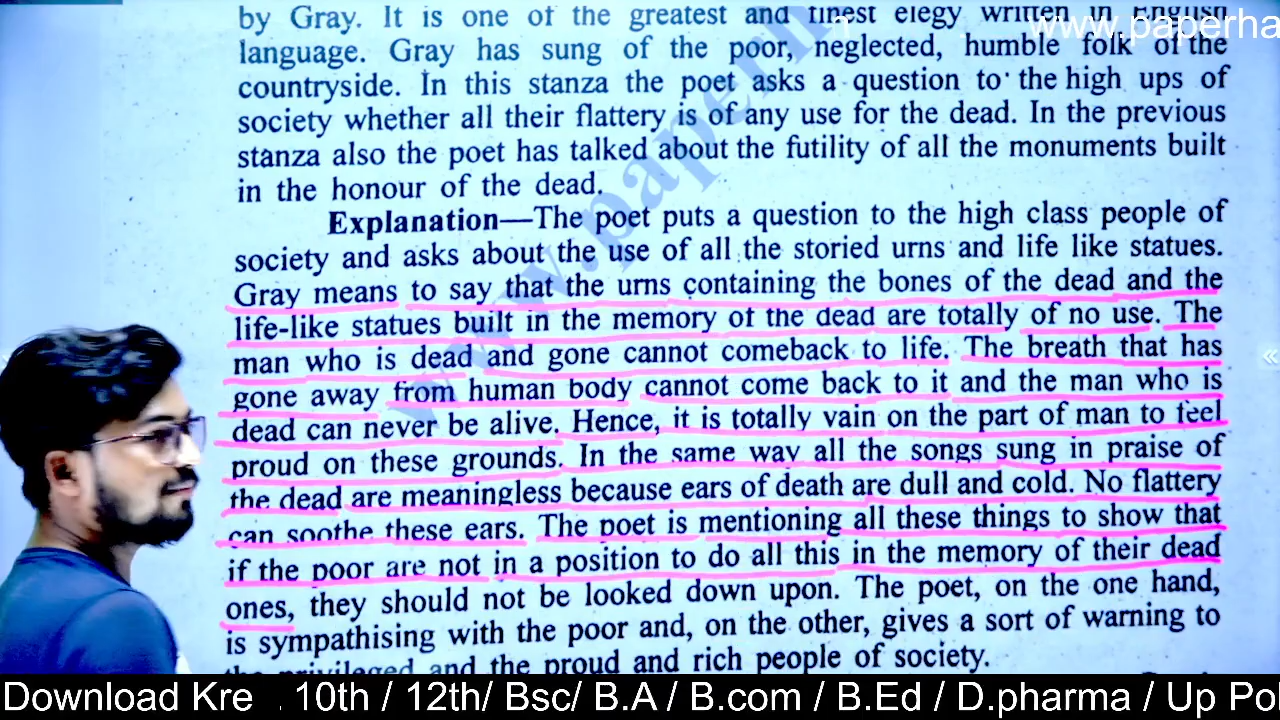 by Gray. It is one of the greatest and finest elegy written in English
www.paperha
language. Gray has sung of the poor, neglected, humble folk of the
countryside. In this stanza the poet asks a question to the high ups of
society whether all their flattery is of any use for the dead. In the previous
stanza also the poet has talked about the futility of all the monuments built
in the honour of the dead.
Explanation—The poet puts a question to the high class people of
society and asks about the use of all the storied urns and life like statues.
Gray means to say that the urns containing the bones of the dead and the
life-like statues built in the memory of the dead are totally of no use. The
man who is dead and gone cannot comeback to life. The breath that has
gone away from human body cannot come back to it and the man who is
dead can never be alive. Hence, it is totally vain on the part of man to feel
proud on these grounds. In the same way all the songs sung in praise of
the dead are meaningless because ears of death are dull and cold. No flattery
can soothe these ears. The poet is mentioning all these things to show that
if the poor are not in a position to do all this in the memory of their dead
ones, they should not be looked down upon. The poet, on the one hand,
is sympathising with the poor and, on the other, gives a sort of warning to
the privileged and the proud and rich people of society.
Download Kre . 10th / 12th/ Bsc/ B.A / B.com / B.Ed / D.pharma / Up Po